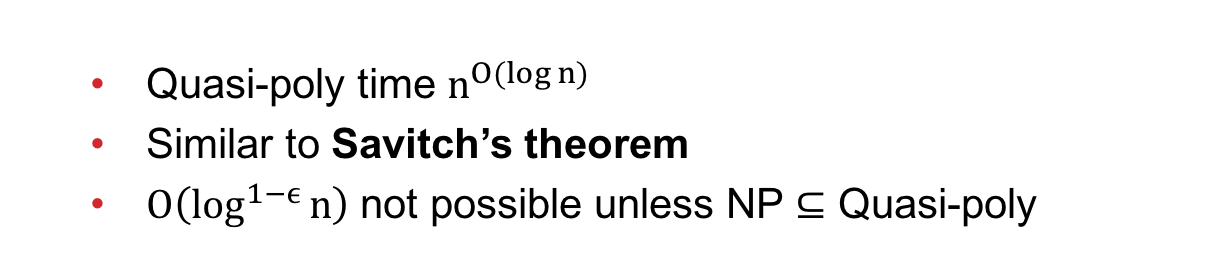 • Quasi-poly time n^O(log n)
• Similar to Savitch’s theorem
• O(log^1−ϵ n) not possible unless NP ⊆ Quasi-poly